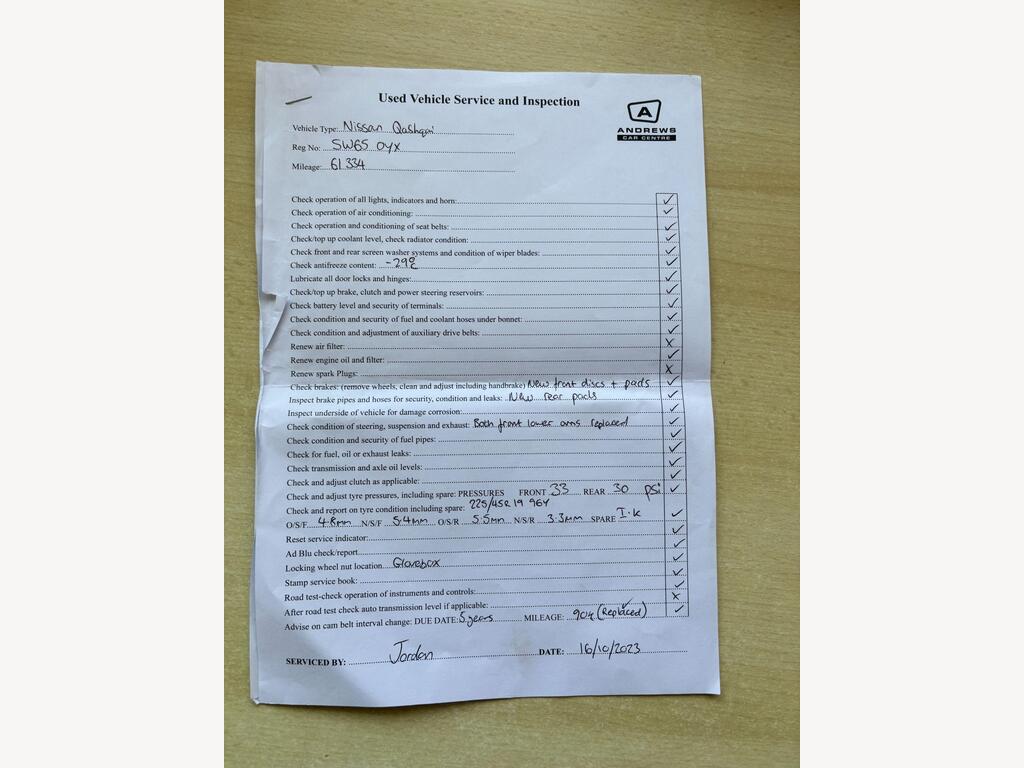 Used Vehicle Service and Inspection
A
ANDREWS
CAR CENTRE
Vehicle Type: Nissan Qashqai
Reg No: SW65 OYX
Mileage: 61334
Check operation of all lights, indicators and horn: ✓
Check operation of air conditioning: ✓
Check operation and conditioning of seat belts: ✓
Check/top up coolant level, check radiator condition: ✓
Check front and rear screen washer systems and condition of wiper blades: ✓
Check antifreeze content: -29°C ✓
Lubricate all door locks and hinges: ✓
Check/top up brake, clutch and power steering reservoirs: ✓
Check battery level and security of terminals: ✓
Check condition and security of fuel and coolant hoses under bonnet: ✓
Check condition and adjustment of auxiliary drive belts: ✓
Renew air filter: X
Renew engine oil and filter: ✓
Renew spark Plugs: X
Check brakes: (remove wheels, clean and adjust including handbrake) New front discs + pads ✓
Inspect brake pipes and hoses for security, condition and leaks: New rear pads ✓
Inspect underside of vehicle for damage corrosion: ✓
Check condition of steering, suspension and exhaust: Both front lower arms replaced ✓
Check condition and security of fuel pipes: ✓
Check for fuel, oil or exhaust leaks: ✓
Check transmission and axle oil levels: ✓
Check and adjust clutch as applicable: ✓
Check and adjust tyre pressures, including spare: PRESSURES FRONT 33 REAR 30 psi ✓
Check and report on tyre condition including spare: 225/45R19 96Y
O/S/F 4.8mm N/S/F 5.4mm O/S/R 5.5mm N/S/R 3.3mm SPARE I.K ✓
Reset service indicator: ✓
Ad Blu check/report ✓
Locking wheel nut location Glovebox ✓
Stamp service book: ✓
Road test-check operation of instruments and controls: ✓
After road test check auto transmission level if applicable: X
Advise on cam belt interval change: DUE DATE: 5 years MILEAGE: (Replaced) ✓
SERVICED BY: Jordan DATE: 16/10/2023